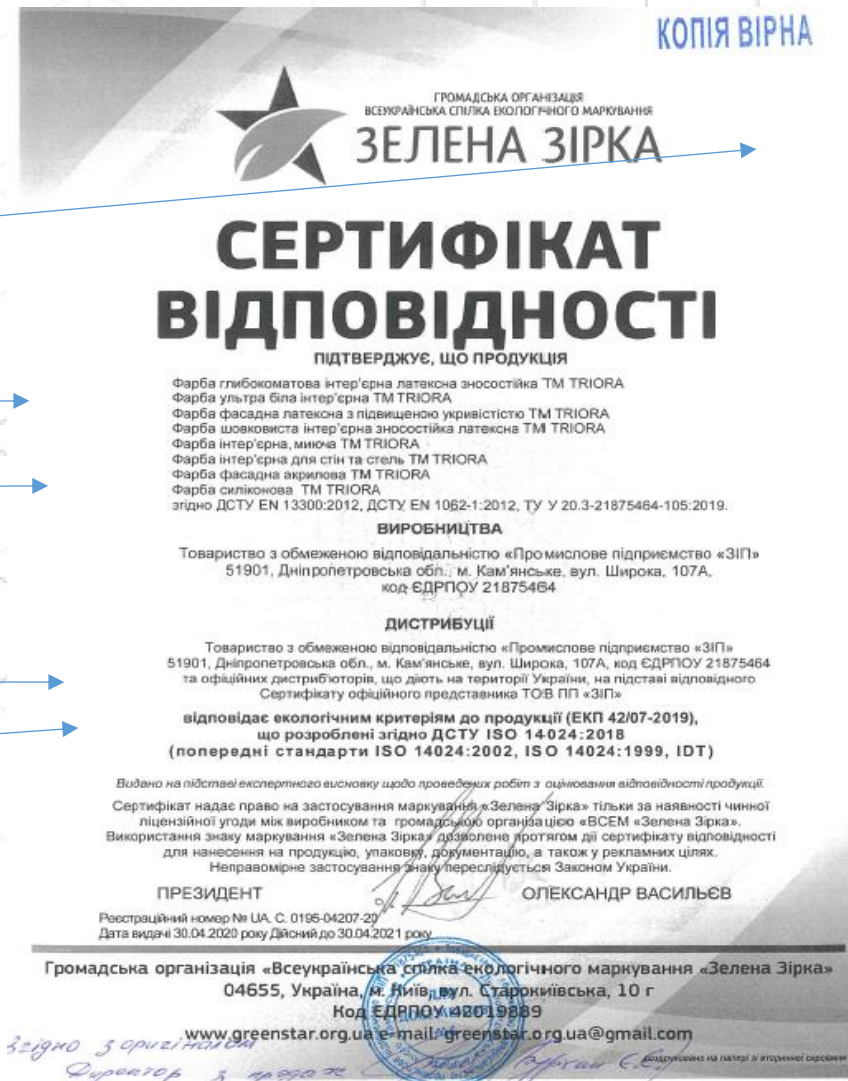 КОПІЯ ВІРНА
ГРОМАДСЬКА ОРГАНІЗАЦІЯ
ВСЕУКРАЇНСЬКА СПІЛКА ЕКОЛОГІЧНОГО МАРКУВАННЯ
ЗЕЛЕНА ЗІРКА
СЕРТИФІКАТ
ВІДПОВІДНОСТІ
ПІДТВЕРДЖУЄ, ЩО ПРОДУКЦІЯ
Фарба глибокоматова інтер'єрна латексна зносостійка ТМ TRIORA
Фарба ультра біла інтер'єрна ТМ TRIORA
Фарба фасадна латексна з підвищеною укривістістю ТМ TRIORA
Фарба шовковиста інтер'єрна зносостійка латексна ТМ TRIORA
Фарба інтер'єрна, миюча ТМ TRIORA
Фарба інтер'єрна для стін та стель ТМ TRIORA
Фарба фасадна акрилова ТМ TRIORA
Фарба силіконова ТМ TRIORA
згідно ДСТУ EN 13300:2012, ДСТУ EN 1062-1:2012, ТУ У 20.3-21875464-105:2019.
ВИРОБНИЦТВА
Товариство з обмеженою відповідальністю «Промислове підприємство «ЗІП»
51901, Дніпропетровська обл., м. Кам'янське, вул. Широка, 107А,
код ЄДРПОУ 21875464
ДИСТРИБУЦІЇ
Товариство з обмеженою відповідальністю «Промислове підприємство «ЗІП»
51901, Дніпропетровська обл., м. Кам'янське, вул. Широка, 107А, код ЄДРПОУ 21875464
та офіційних дистриб'юторів, що діють на території України, на підставі відповідного
Сертифікату офіційного представника ТОВ ПП «ЗІП»
відповідає екологічним критеріям до продукції (ЕКП 42/07-2019),
що розроблені згідно ДСТУ ISO 14024:2018
(попередні стандарти ISO 14024:2002, ISO 14024:1999, IDT)
Видано на підставі експертного висновку щодо проведених робіт з оцінювання відповідності продукції.
Сертифікат надає право на застосування маркування «Зелена Зірка» тільки за наявності чинної
ліцензійної угоди між виробником та громадською організацією «ВСЕМ «Зелена Зірка».
Використання знаку маркування «Зелена Зірка» дозволене протягом дії сертифікату відповідності
для нанесення на продукцію, упаковку, документацію, а також у рекламних цілях.
Неправомірне застосування знаку переслідується Законом України.
ПРЕЗИДЕНТ ОЛЕКСАНДР ВАСИЛЬЄВ
Реєстраційний номер № UA. С. 0195-04207-20
Дата видачі 30.04.2020 року Дійсний до 30.04.2021 року
Громадська організація «Всеукраїнська спілка екологічного маркування «Зелена Зірка»
04655, Україна, м. Київ, вул. Старокиївська, 10 г
Код ЄДРПОУ 42019889
www.greenstar.org.ua e-mail: greenstar.org.ua@gmail.com
Згідно з оригіналом
роздруковано на папері зі вторинної сировини
Директор з продаж